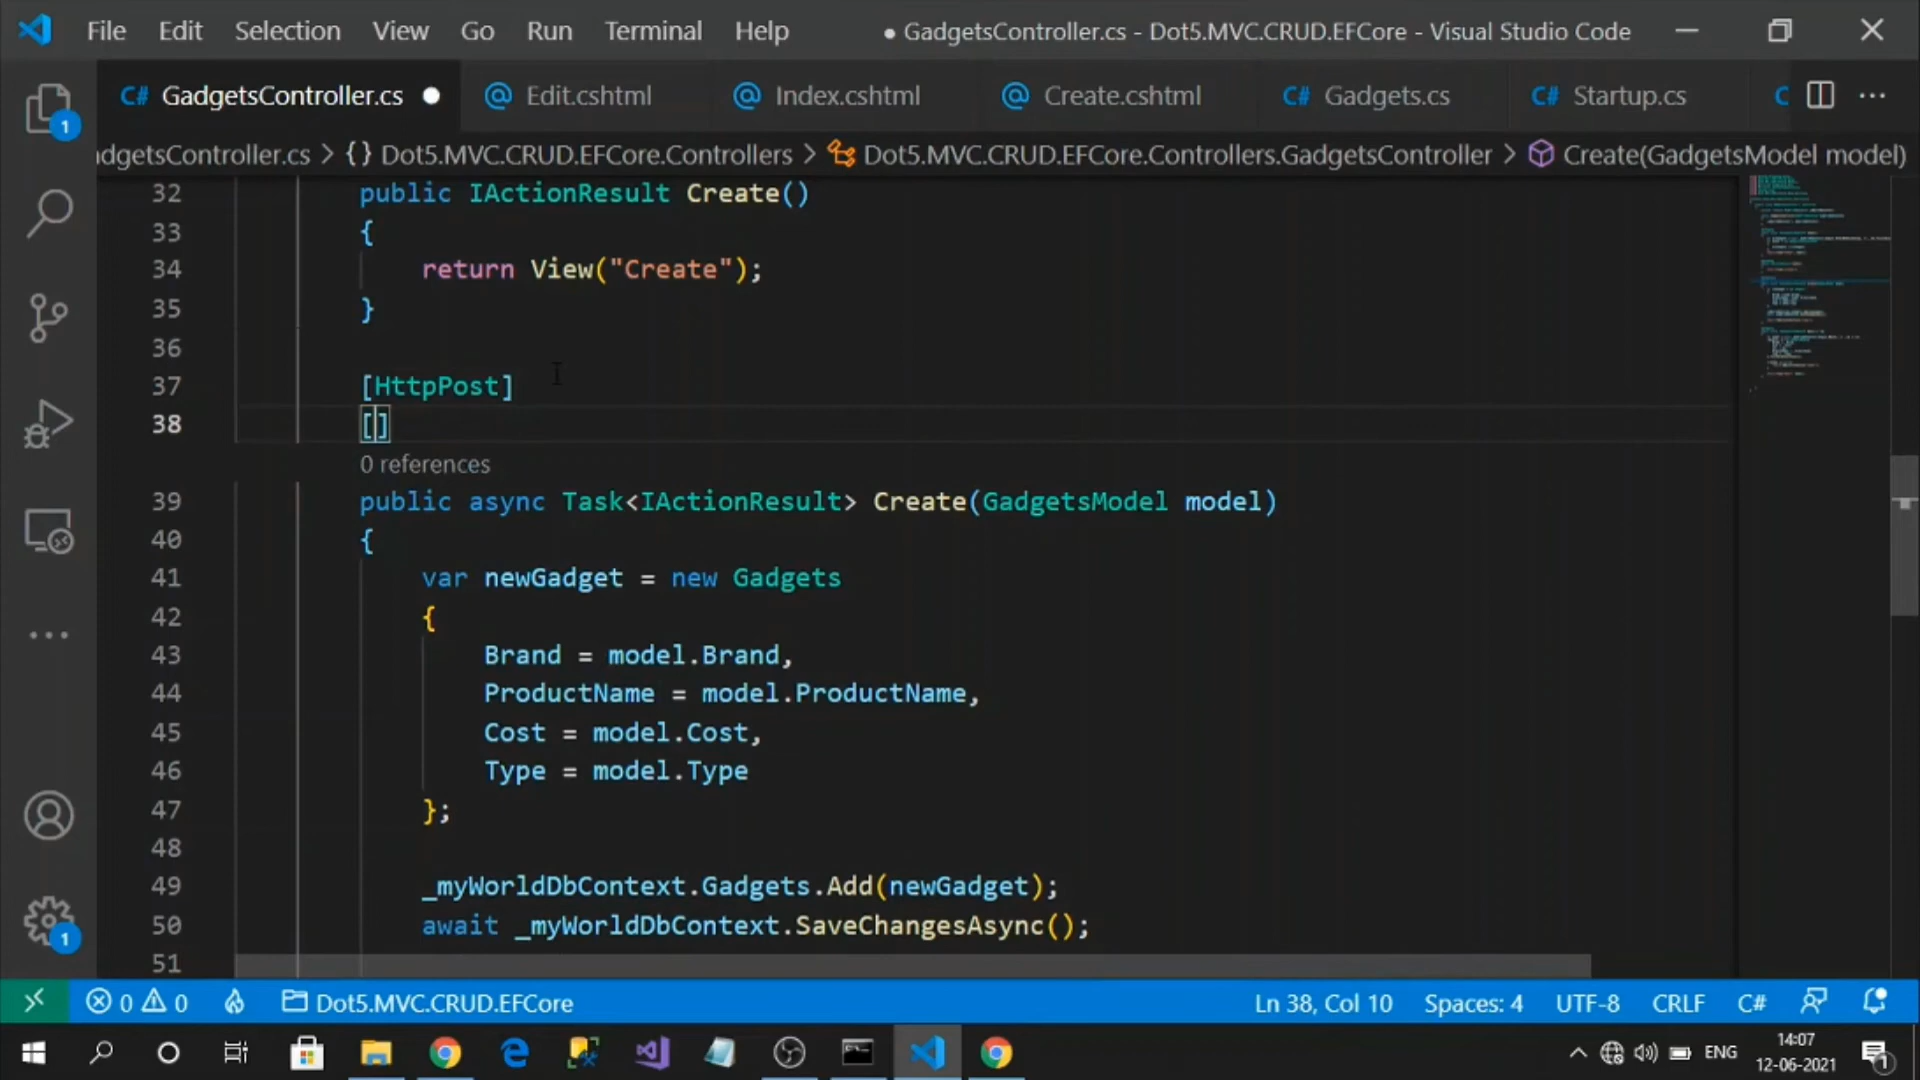 File Edit Selection View Go Run Terminal Help ● GadgetsController.cs - Dot5.MVC.CRUD.EFCore - Visual Studio Code
1
C# GadgetsController.cs ● @ Edit.cshtml @ Index.cshtml @ Create.cshtml C# Gadgets.cs C# Startup.cs C
adgetsController.cs > {} Dot5.MVC.CRUD.EFCore.Controllers > Dot5.MVC.CRUD.EFCore.Controllers.GadgetsController > Create(GadgetsModel model)
32 public IActionResult Create()
33 {
34 return View("Create");
35 }
36
37 [HttpPost]
38 []
0 references
39 public async Task<IActionResult> Create(GadgetsModel model)
40 {
41 var newGadget = new Gadgets
42 {
43 Brand = model.Brand,
44 ProductName = model.ProductName,
45 Cost = model.Cost,
46 Type = model.Type
47 };
48
49 _myWorldDbContext.Gadgets.Add(newGadget);
50 await _myWorldDbContext.SaveChangesAsync();
51
1
0 0 Dot5.MVC.CRUD.EFCore Ln 38, Col 10 Spaces: 4 UTF-8 CRLF C#
ENG 14:07
12-06-2021
1